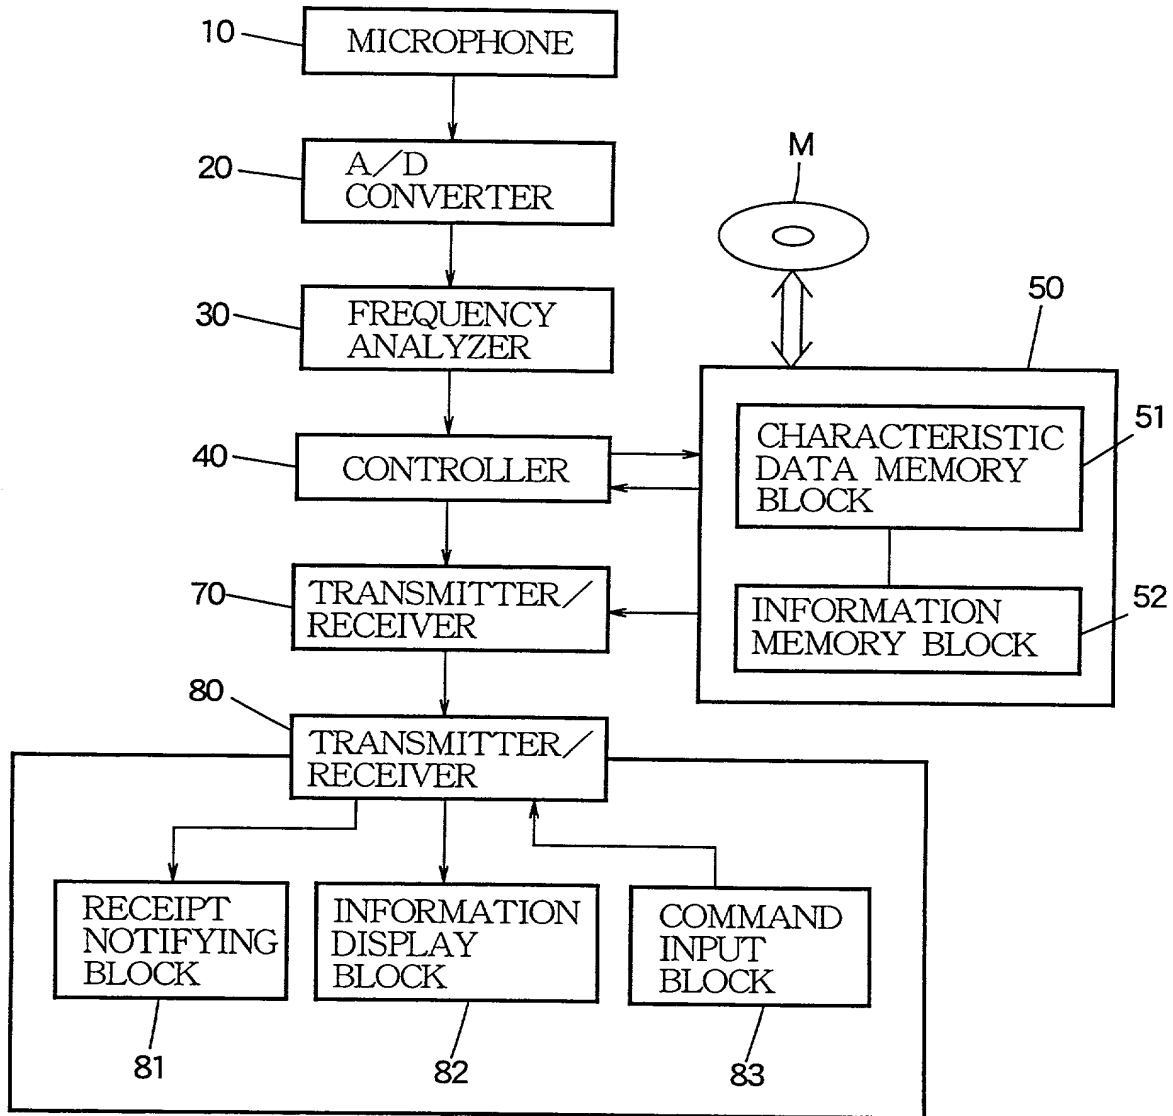 10
MICROPHONE
20
A/D
CONVERTER
M
30
FREQUENCY
ANALYZER
50
40
CONTROLLER
51
CHARACTERISTIC
DATA MEMORY
BLOCK
70
TRANSMITTER/
RECEIVER
52
INFORMATION
MEMORY BLOCK
80
TRANSMITTER/
RECEIVER
RECEIPT
NOTIFYING
BLOCK
INFORMATION
DISPLAY
BLOCK
COMMAND
INPUT
BLOCK
81
82
83